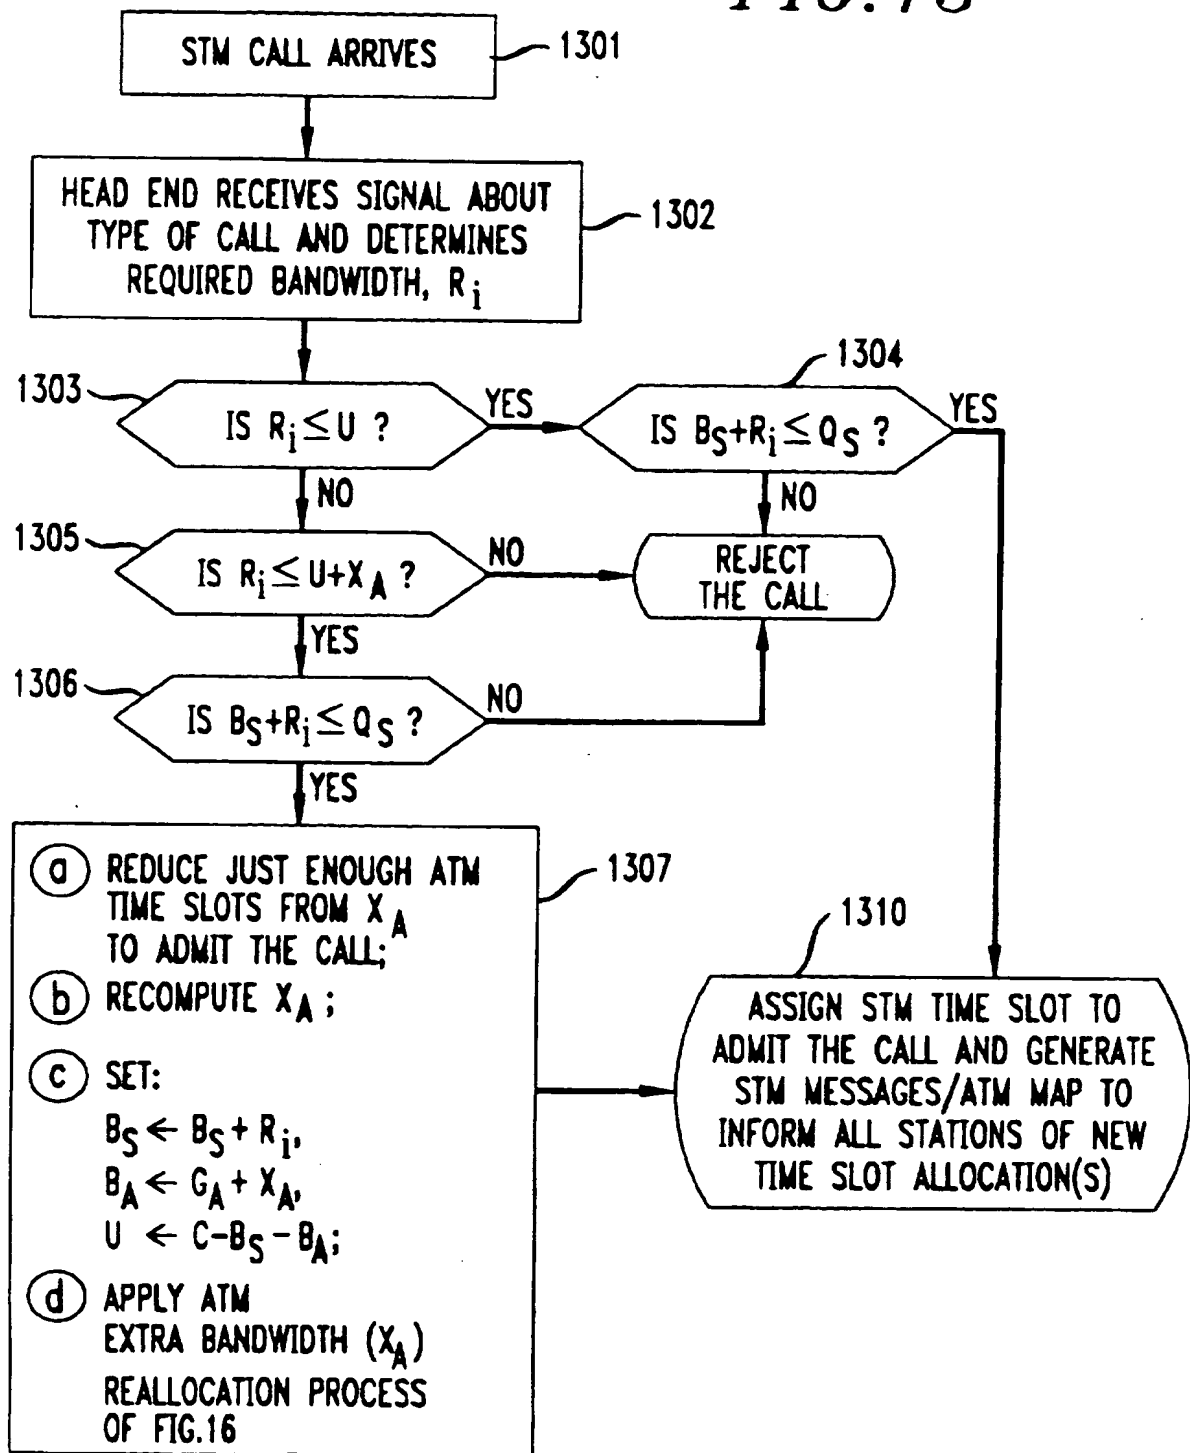 STM CALL ARRIVES
1301
HEAD END RECEIVES SIGNAL ABOUT
TYPE OF CALL AND DETERMINES
REQUIRED BANDWIDTH, Ri
1302
1303
IS Ri ≤ U ?
YES
1304
IS BS+Ri ≤ QS ?
YES
NO
NO
1305
IS Ri ≤ U+XA ?
NO
REJECT
THE CALL
YES
1306
IS BS+Ri ≤ QS ?
NO
YES
1307
a REDUCE JUST ENOUGH ATM
TIME SLOTS FROM XA
TO ADMIT THE CALL;
b RECOMPUTE XA ;
c SET:
BS ← BS + Ri,
BA ← GA + XA,
U ← C-BS-BA;
d APPLY ATM
EXTRA BANDWIDTH (XA)
REALLOCATION PROCESS
OF FIG.16
1310
ASSIGN STM TIME SLOT TO
ADMIT THE CALL AND GENERATE
STM MESSAGES/ATM MAP TO
INFORM ALL STATIONS OF NEW
TIME SLOT ALLOCATION(S)